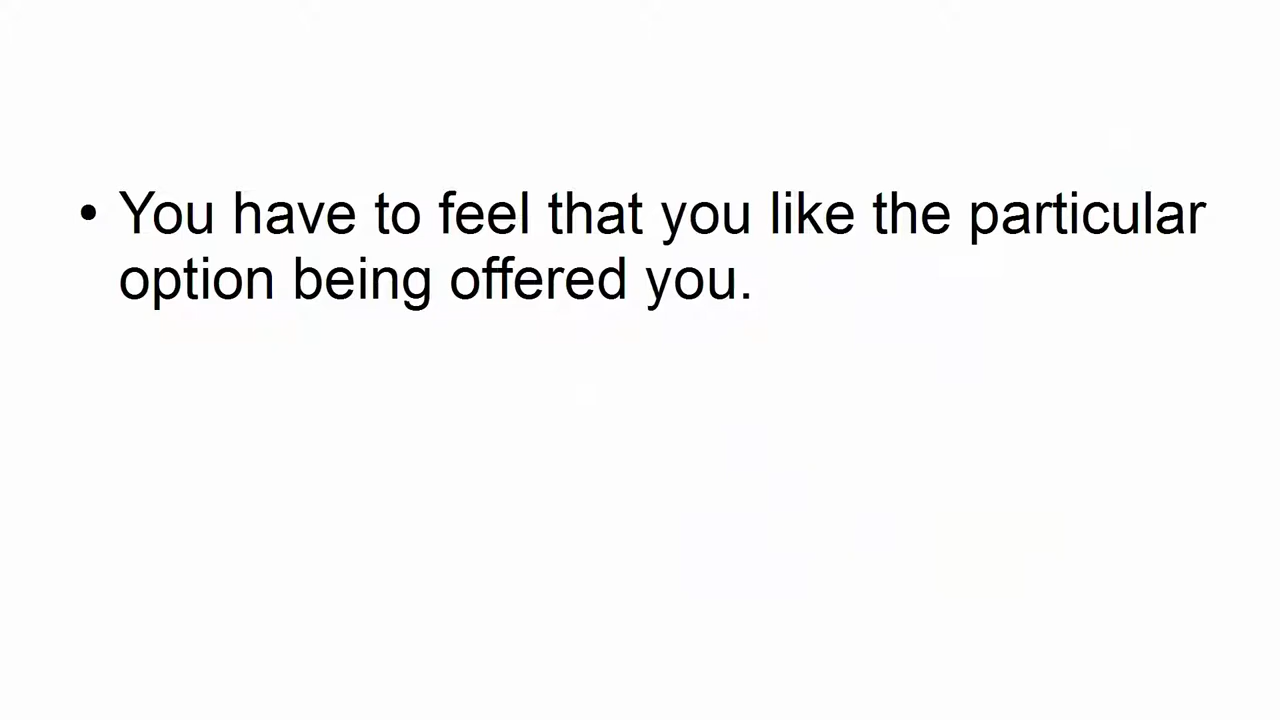 • You have to feel that you like the particular
option being offered you.